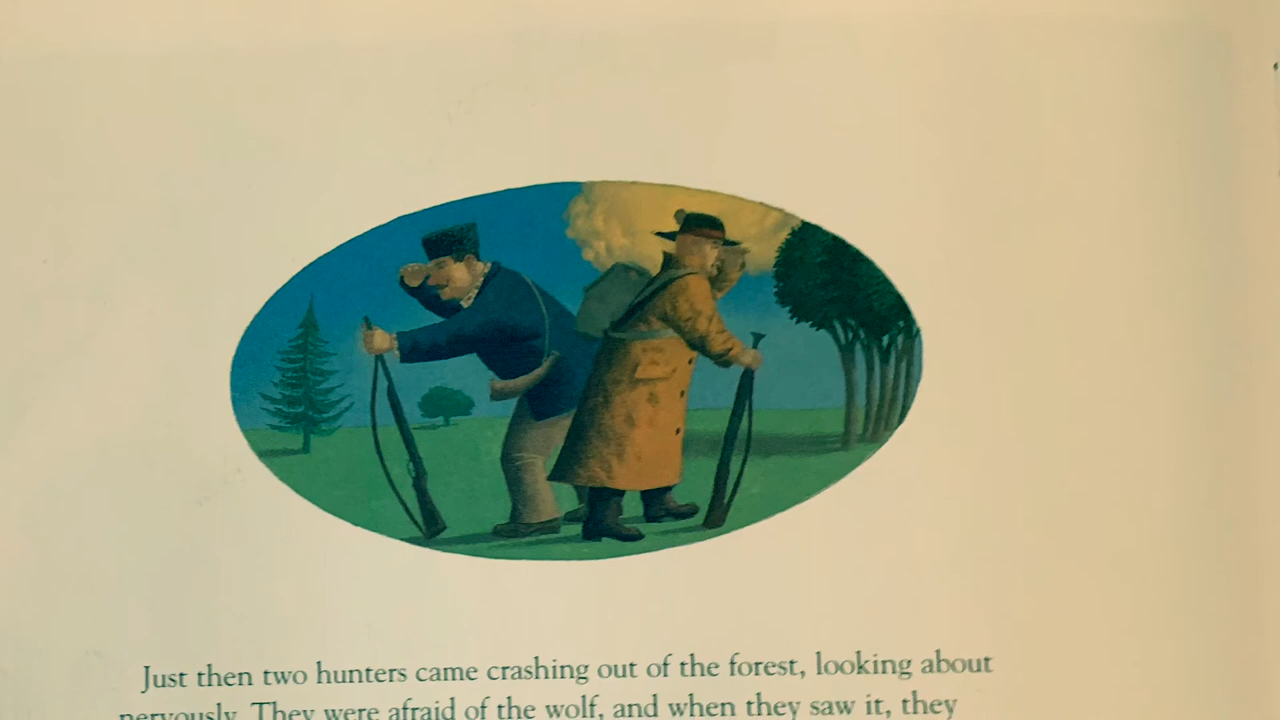 Just then two hunters came crashing out of the forest, looking about
nervously. They were afraid of the wolf, and when they saw it, they